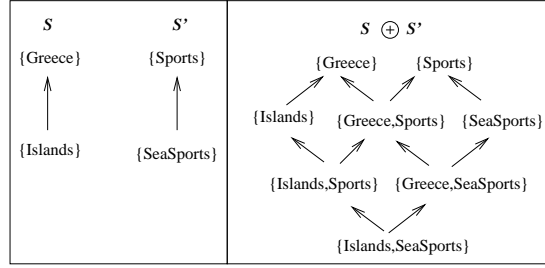 S S’
{Greece} {Sports}
{Islands} {SeaSports}
S ⊕ S’
{Greece} {Sports}
{Islands} {Greece,Sports} {SeaSports}
{Islands,Sports} {Greece,SeaSports}
{Islands,SeaSports}